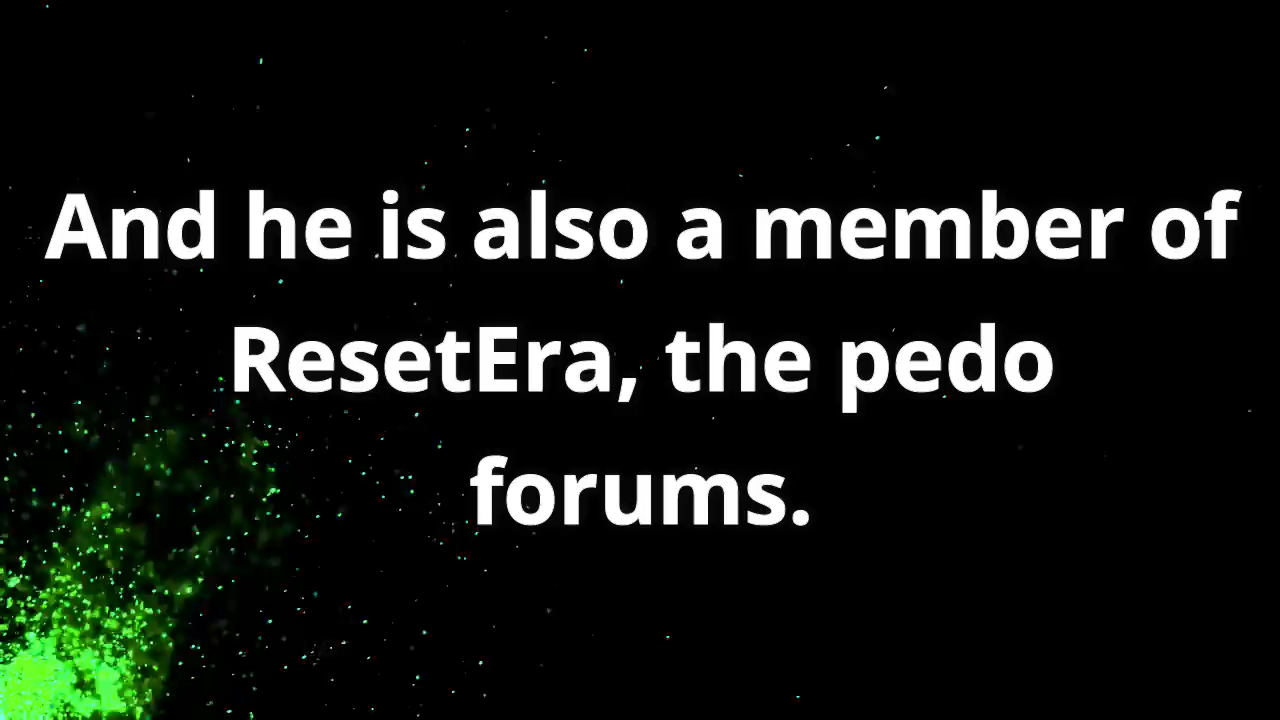 And he is also a member of
ResetEra, the pedo
forums.